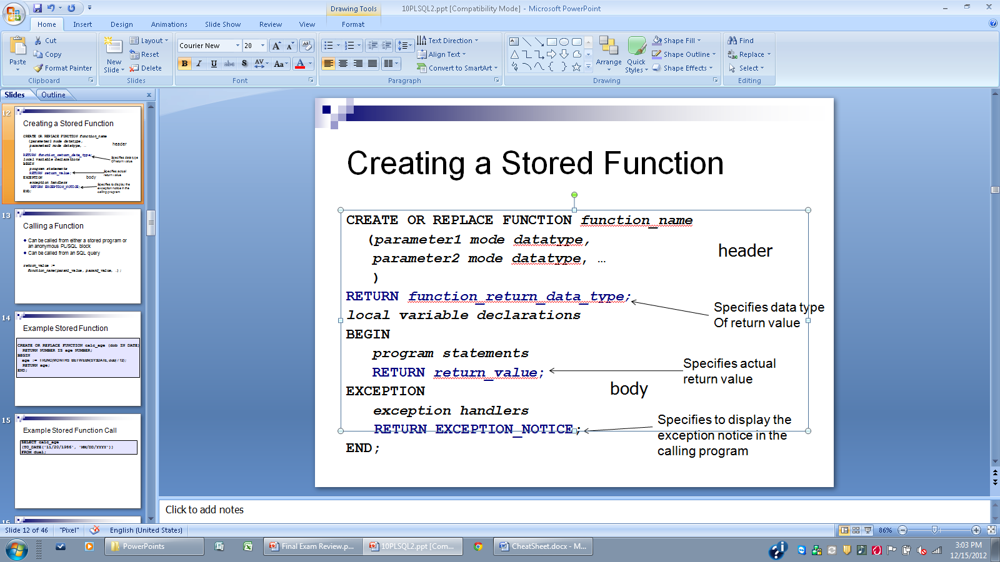 10PLSQL2.ppt [Compatibility Mode] - Microsoft PowerPoint
Drawing Tools
Home Insert Design Animations Slide Show Review View Format
Paste
Cut
Copy
Format Painter
Clipboard
New Slide
Layout
Reset
Delete
Slides
Courier New 20
B I U abc S AV Aa A
Font
Text Direction
Align Text
Convert to SmartArt
Paragraph
Arrange
Quick Styles
Shape Fill
Shape Outline
Shape Effects
Drawing
Find
Replace
Select
Editing
Slides Outline
12
Creating a Stored Function
CREATE OR REPLACE FUNCTION function_name
(parameter1 mode datatype,
parameter2 mode datatype, …
)
header
RETURN function_return_data_type;
Specifies data type
Of return value
local variable declarations
BEGIN
program statements
RETURN return_value;
Specifies actual
return value
EXCEPTION
body
exception handlers
RETURN EXCEPTION_NOTICE;
Specifies to display the
exception notice in the
calling program
END;
13
Calling a Function
Can be called from either a stored program or
an anonymous PL/SQL block
Can be called from an SQL query
return_value :=
function_name(param1_value, param2_value, …);
14
Example Stored Function
CREATE OR REPLACE FUNCTION calc_age (dob IN DATE)
RETURN NUMBER IS age NUMBER;
BEGIN
age := TRUNC(MONTHS_BETWEEN(SYSDATE, dob) / 12);
RETURN age;
END;
15
Example Stored Function Call
SELECT calc_age
(TO_DATE('11/20/1986', 'MM/DD/YYYY'))
FROM dual;
16
Creating a Stored Function
CREATE OR REPLACE FUNCTION function_name
(parameter1 mode datatype,
parameter2 mode datatype, …
)
header
RETURN function_return_data_type;
Specifies data type
Of return value
local variable declarations
BEGIN
program statements
RETURN return_value;
Specifies actual
return value
EXCEPTION
body
exception handlers
RETURN EXCEPTION_NOTICE;
Specifies to display the
exception notice in the
calling program
END;
Click to add notes
Slide 12 of 46 "Pixel" English (United States) 86%
PowerPoints
Final Exam Review.p...
10PLSQL2.ppt [Com...
CheatSheet.docx - M...
3:03 PM
12/15/2012